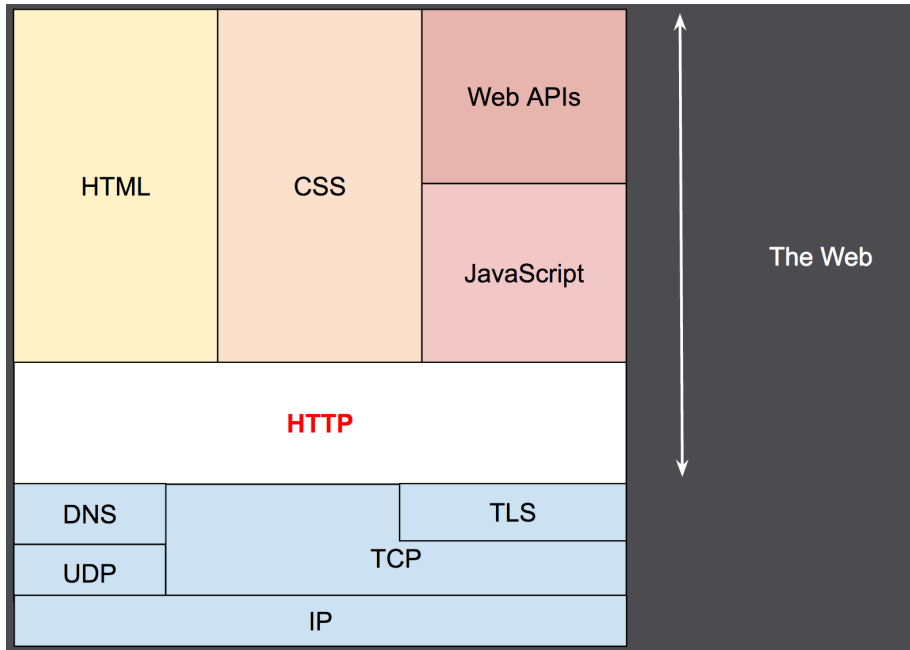 HTML
CSS
Web APIs
JavaScript
The Web
HTTP
DNS
TLS
UDP
TCP
IP